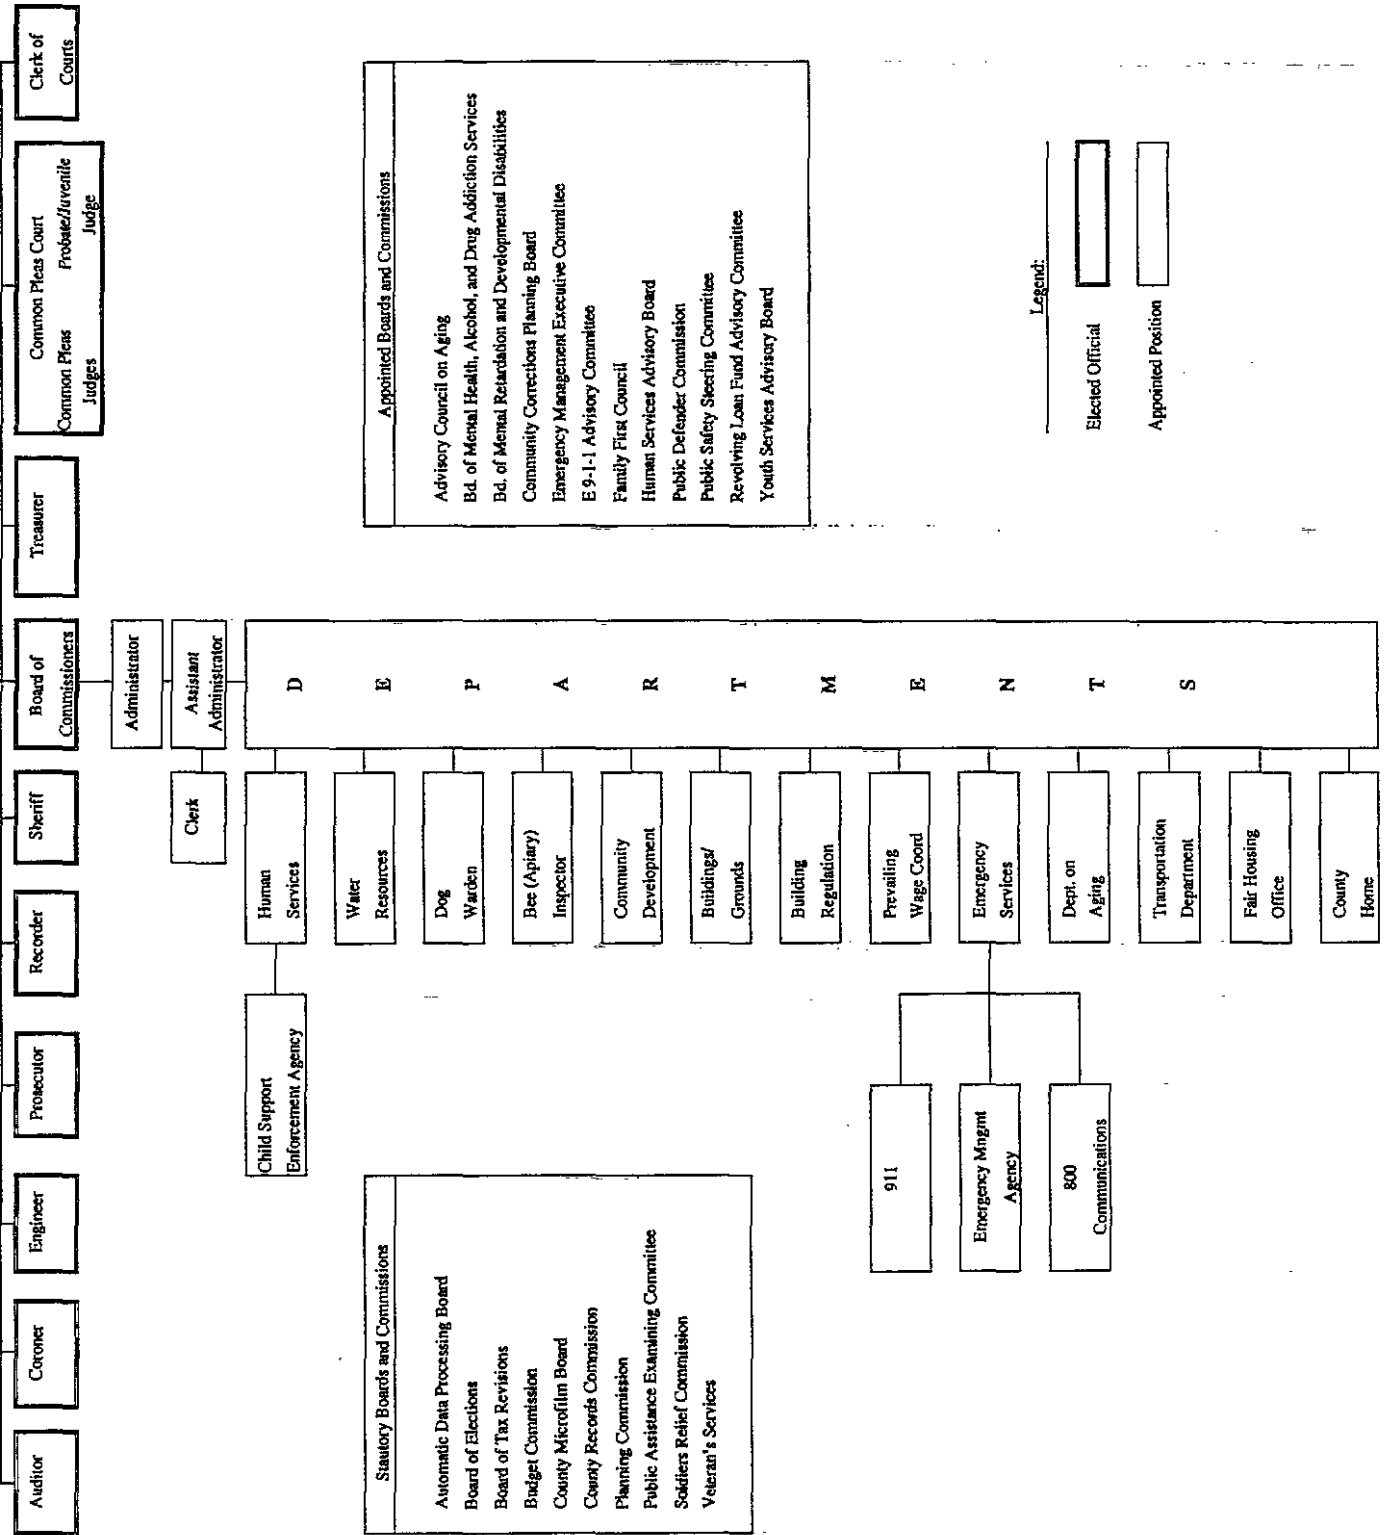 Auditor
Coroner
Engineer
Prosecutor
Recorder
Sheriff
Board of
Commissioners
Treasurer
Common Pleas Court
Common Pleas Probate/Juvenile
Judges Judge
Clerk of
Courts
Administrator
Clerk
Assistant
Administrator
DEPARTMENTS
Child Support
Enforcement Agency
Human
Services
Water
Resources
Dog
Warden
Bee (Apiary)
Inspector
Community
Development
Buildings/
Grounds
Building
Regulation
Prevailing
Wage Coord
Emergency
Services
Dept. on
Aging
Transportation
Department
Fair Housing
Office
County
Home
911
Emergency Mngmt
Agency
800
Communications
Stautory Boards and Commissions
Automatic Data Processing Board
Board of Elections
Board of Tax Revisions
Budget Commission
County Microfilm Board
County Records Commission
Planning Commission
Public Assistance Examining Committee
Soldiers Relief Commission
Veteran's Services
Appointed Boards and Commissions
Advisory Council on Aging
Bd. of Mental Health, Alcohol, and Drug Addiction Services
Bd. of Mental Retardation and Developmental Disabilities
Community Corrections Planning Board
Emergency Management Executive Committee
E 9-1-1 Advisory Committee
Family First Council
Human Services Advisory Board
Public Defender Commission
Public Safety Steering Committee
Revolving Loan Fund Advisory Committee
Youth Services Advisory Board
Legend:
Elected Official
Appointed Position